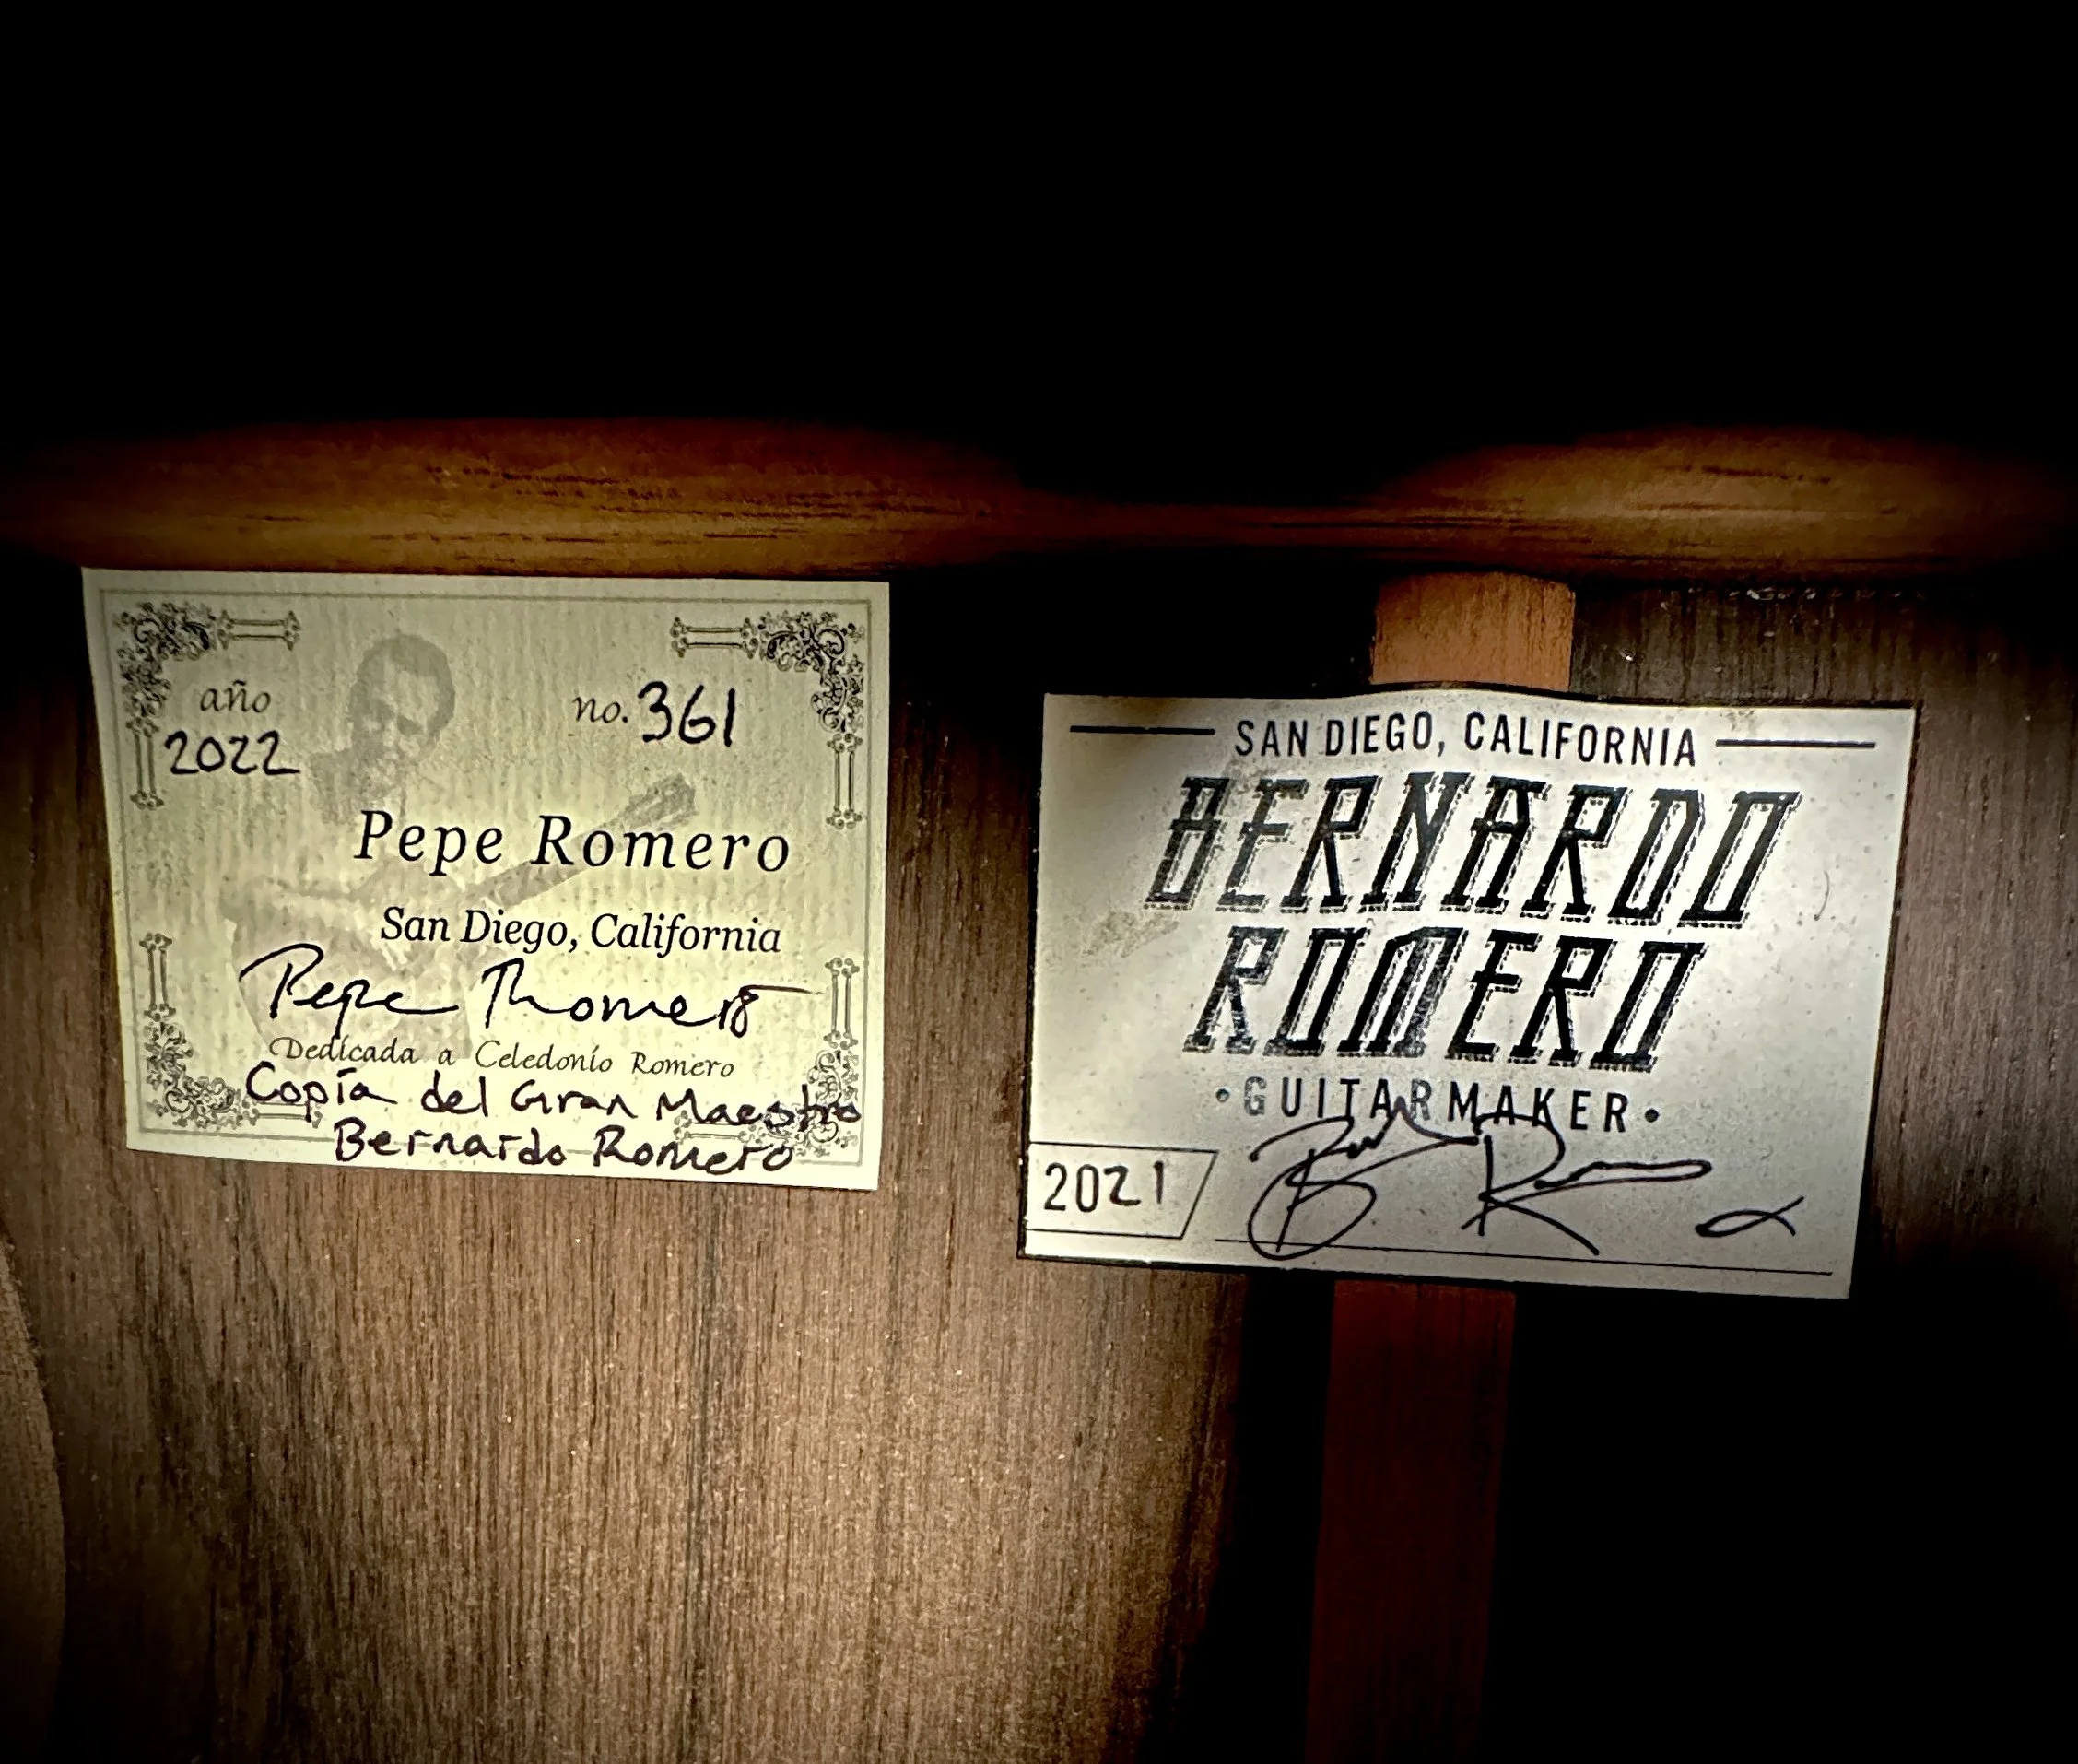 año
2022
no. 361
Pepe Romero
San Diego, California
Pepe Romero
Dedicada a Celedonio Romero
Copía del Gran Maestro
Bernardo Romero
SAN DIEGO, CALIFORNIA
BERNARDO
ROMERO
• GUITARMAKER •
2021